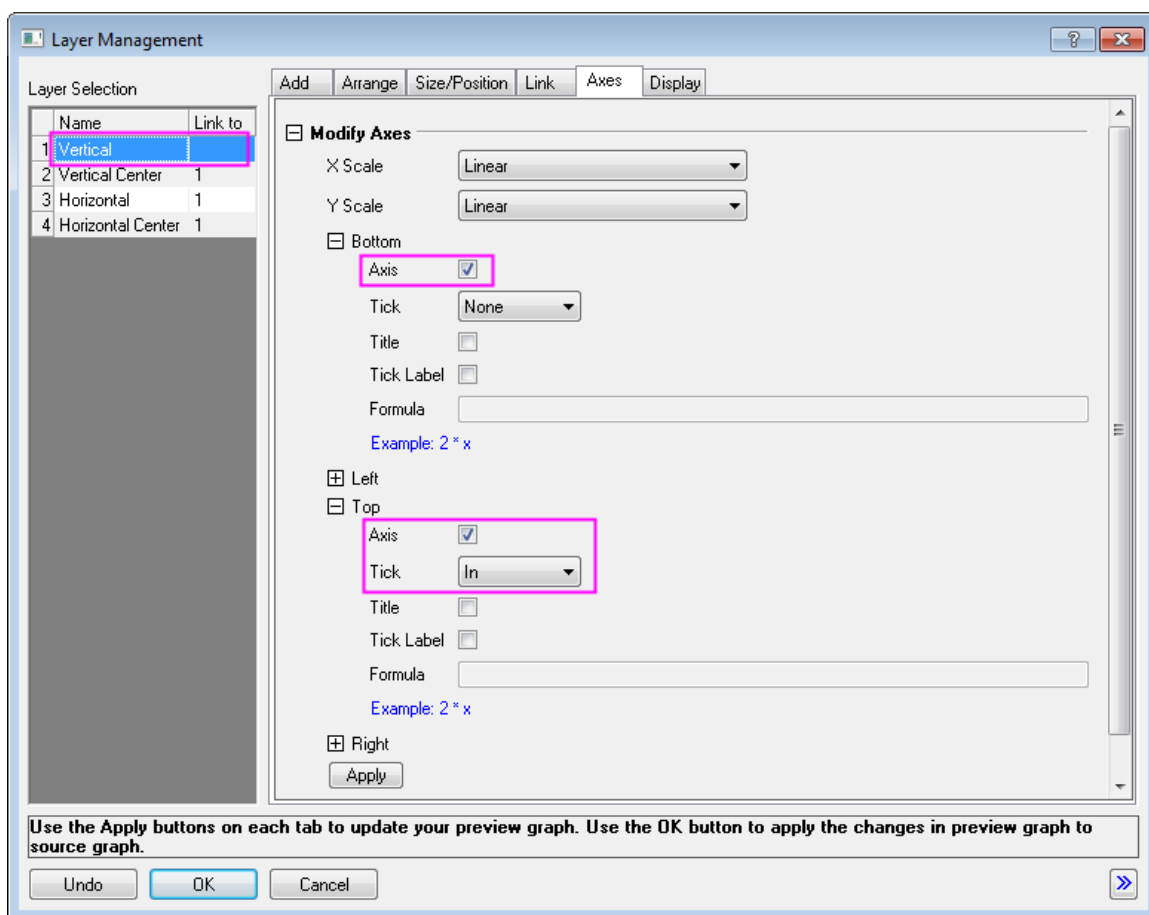 Layer Management
Layer Selection
Name Link to
1 Vertical
2 Vertical Center 1
3 Horizontal 1
4 Horizontal Center 1
Add Arrange Size/Position Link Axes Display
Modify Axes
X Scale Linear
Y Scale Linear
Bottom
Axis
Tick None
Title
Tick Label
Formula
Example: 2 * x
Left
Top
Axis
Tick In
Title
Tick Label
Formula
Example: 2 * x
Right
Apply
Use the Apply buttons on each tab to update your preview graph. Use the OK button to apply the changes in preview graph to
source graph.
Undo OK Cancel